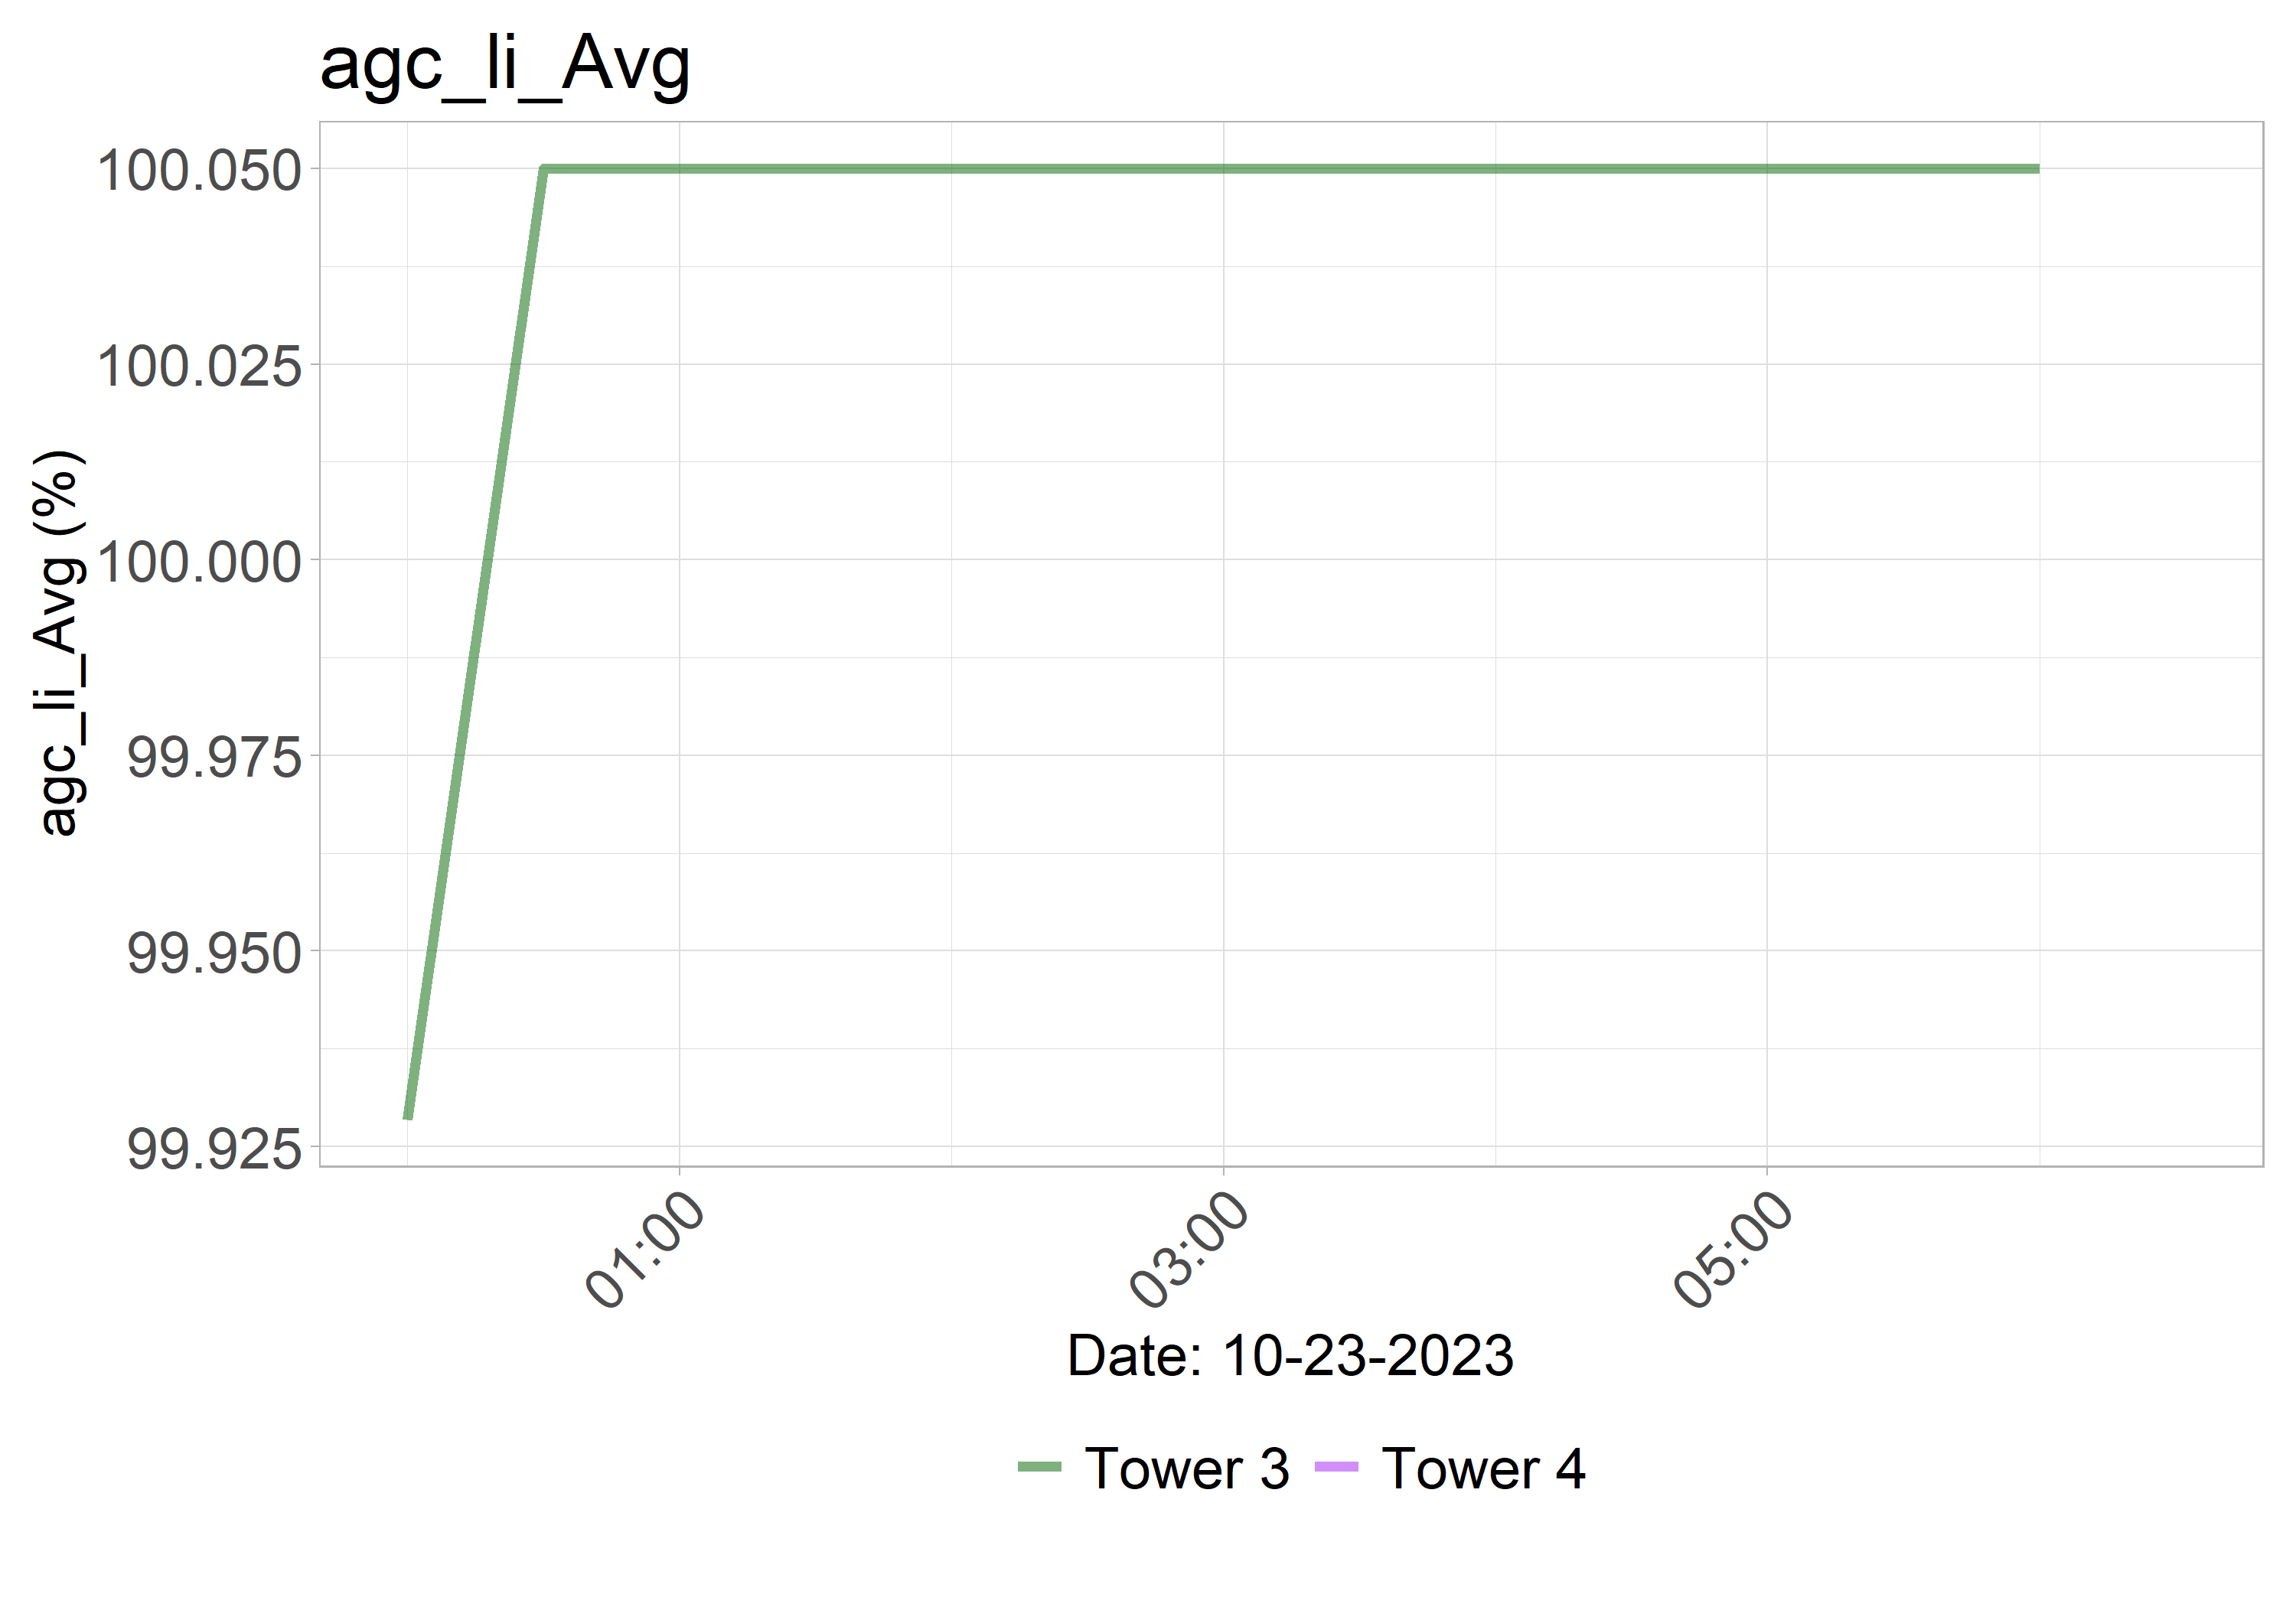 agc_li_Avg
agc_li_Avg (%)
100.050
100.025
100.000
99.975
99.950
99.925
01:00 03:00 05:00
Date: 10-23-2023
Tower 3 Tower 4